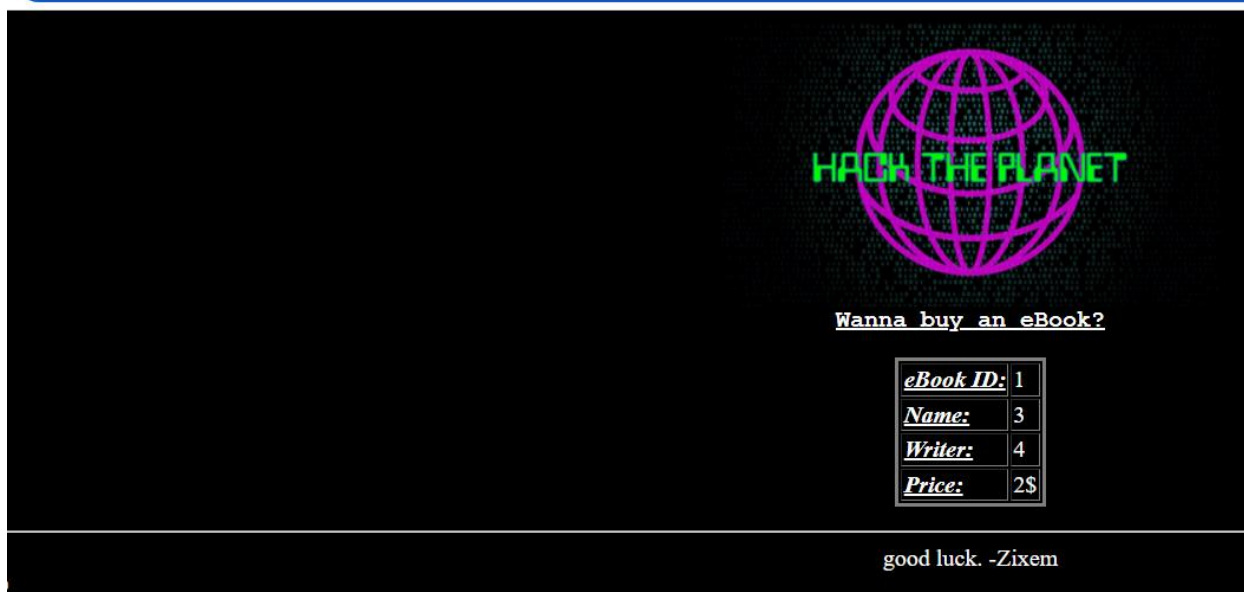 HACK THE PLANET
Wanna buy an eBook?
eBook ID: 1
Name: 3
Writer: 4
Price: 2$
good luck. -Zixem